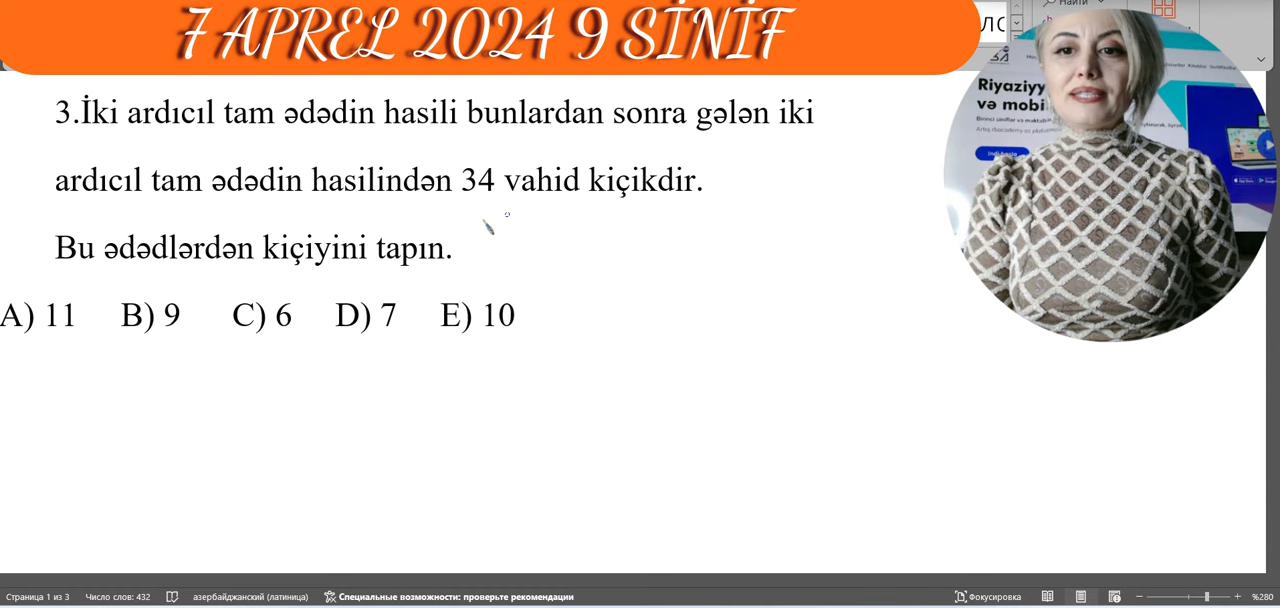 7 APREL 2024 9 SİNİF
Найти
Riyaziyy
və mobi
3.İki ardıcıl tam ədədin hasili bunlardan sonra gələn iki
ardıcıl tam ədədin hasilindən 34 vahid kiçikdir.
Bu ədədlərdən kiçiyini tapın.
A) 11 B) 9 C) 6 D) 7 E) 10
Страница 1 из 3 Число слов: 432 азербайджанский (латиница) Специальные возможности: проверьте рекомендации Фокусировка %280